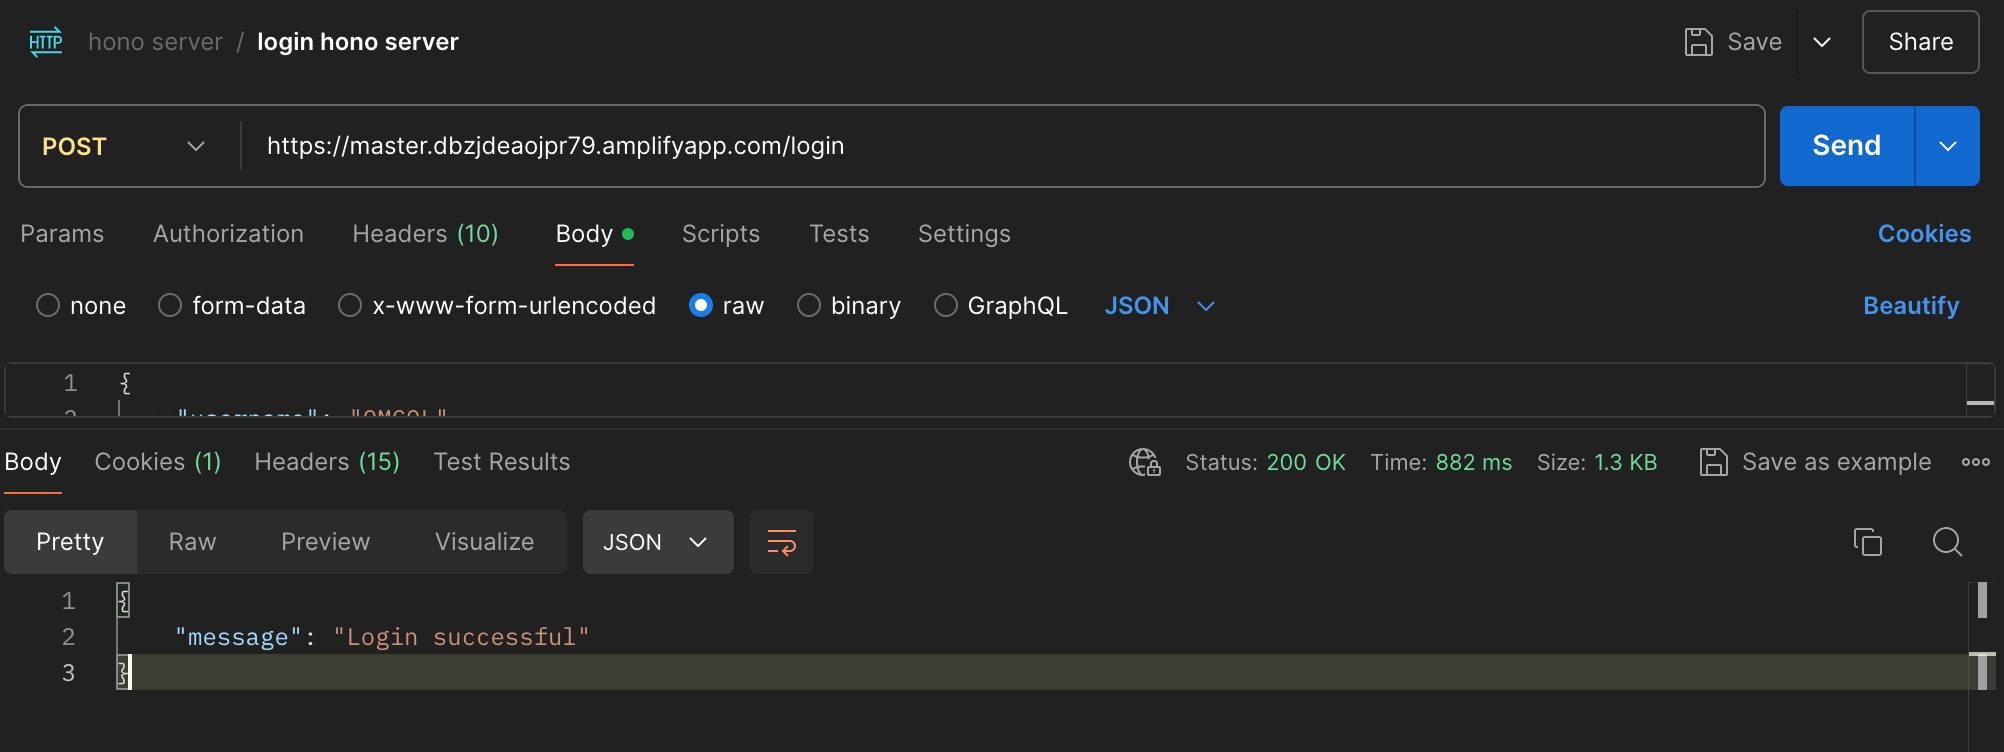 HTTP hono server / login hono server Save Share
POST https://master.dbzjdeaojpr79.amplifyapp.com/login Send
Params Authorization Headers (10) Body Scripts Tests Settings Cookies
none form-data x-www-form-urlencoded raw binary GraphQL JSON Beautify
1 {
2 "username":
Body Cookies (1) Headers (15) Test Results Status: 200 OK Time: 882 ms Size: 1.3 KB Save as example
Pretty Raw Preview Visualize JSON
1 {
2 "message": "Login successful"
3 }